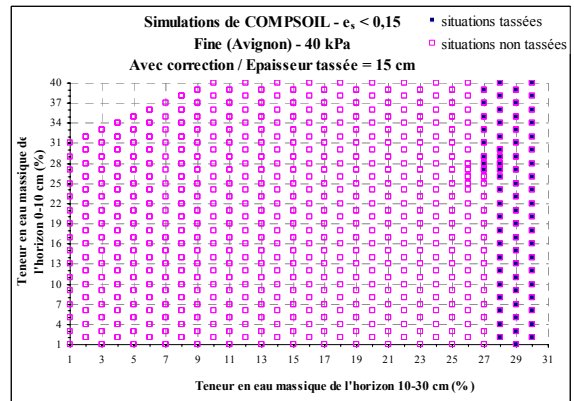 Simulations de COMPSOIL - es < 0,15
Fine (Avignon) - 40 kPa
Avec correction / Epaisseur tassée = 15 cm
situations tassées
situations non tassées
Teneur en eau massique de
l'horizon 0-10 cm (%)
40
37
34
31
28
25
22
19
16
13
10
7
4
1
1 3 5 7 9 11 13 15 17 19 21 23 25 27 29 31
Teneur en eau massique de l'horizon 10-30 cm (%)